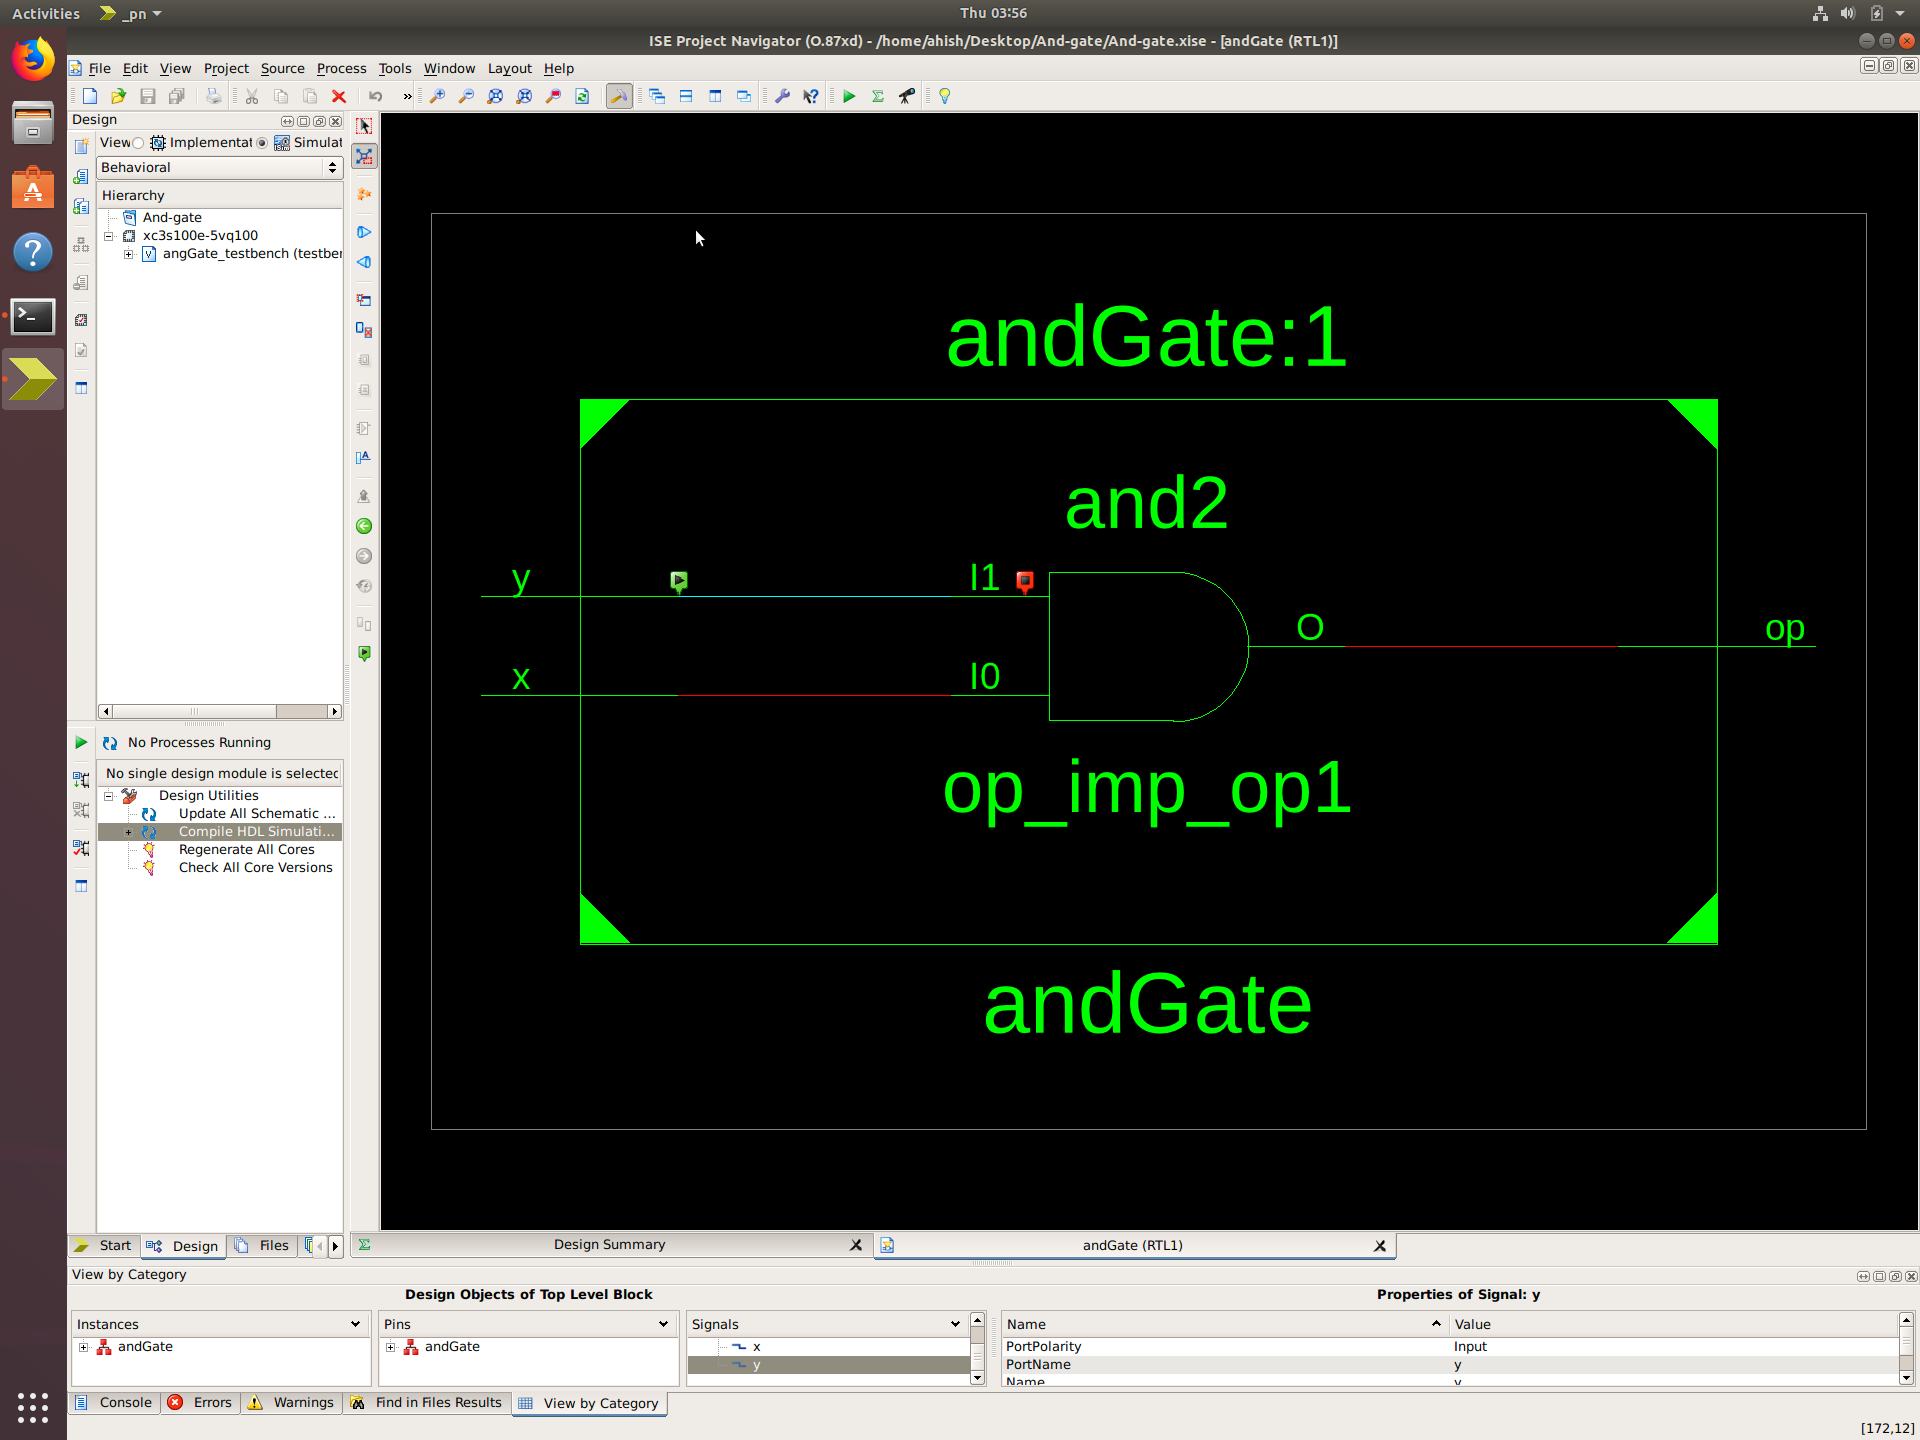 Activities
_pn
Thu 03:56
ISE Project Navigator (O.87xd) - /home/ahish/Desktop/And-gate/And-gate.xise - [andGate (RTL1)]
File Edit View Project Source Process Tools Window Layout Help
Design
View Implementat Simulat
Behavioral
Hierarchy
And-gate
xc3s100e-5vq100
angGate_testbench (testber
No Processes Running
No single design module is selected
Design Utilities
Update All Schematic ...
Compile HDL Simulati...
Regenerate All Cores
Check All Core Versions
andGate:1
and2
y
I1
O
op
x
I0
op_imp_op1
andGate
Start Design Files
Design Summary
andGate (RTL1)
View by Category
Design Objects of Top Level Block
Properties of Signal: y
Instances
andGate
Pins
andGate
Signals
x
y
Name Value
PortPolarity Input
PortName y
Name y
Console Errors Warnings Find in Files Results View by Category
[172,12]